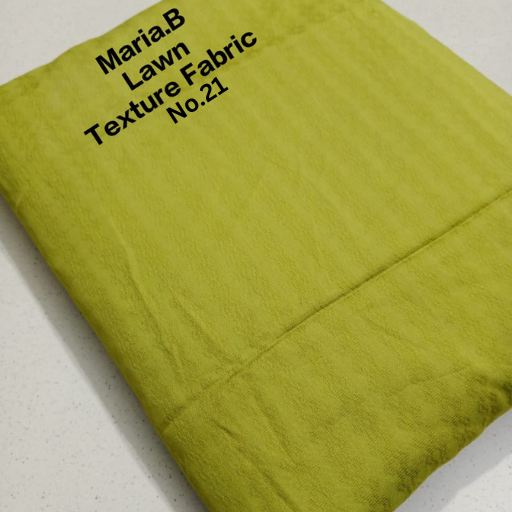 Maria.B
Lawn
Texture Fabric
No.21